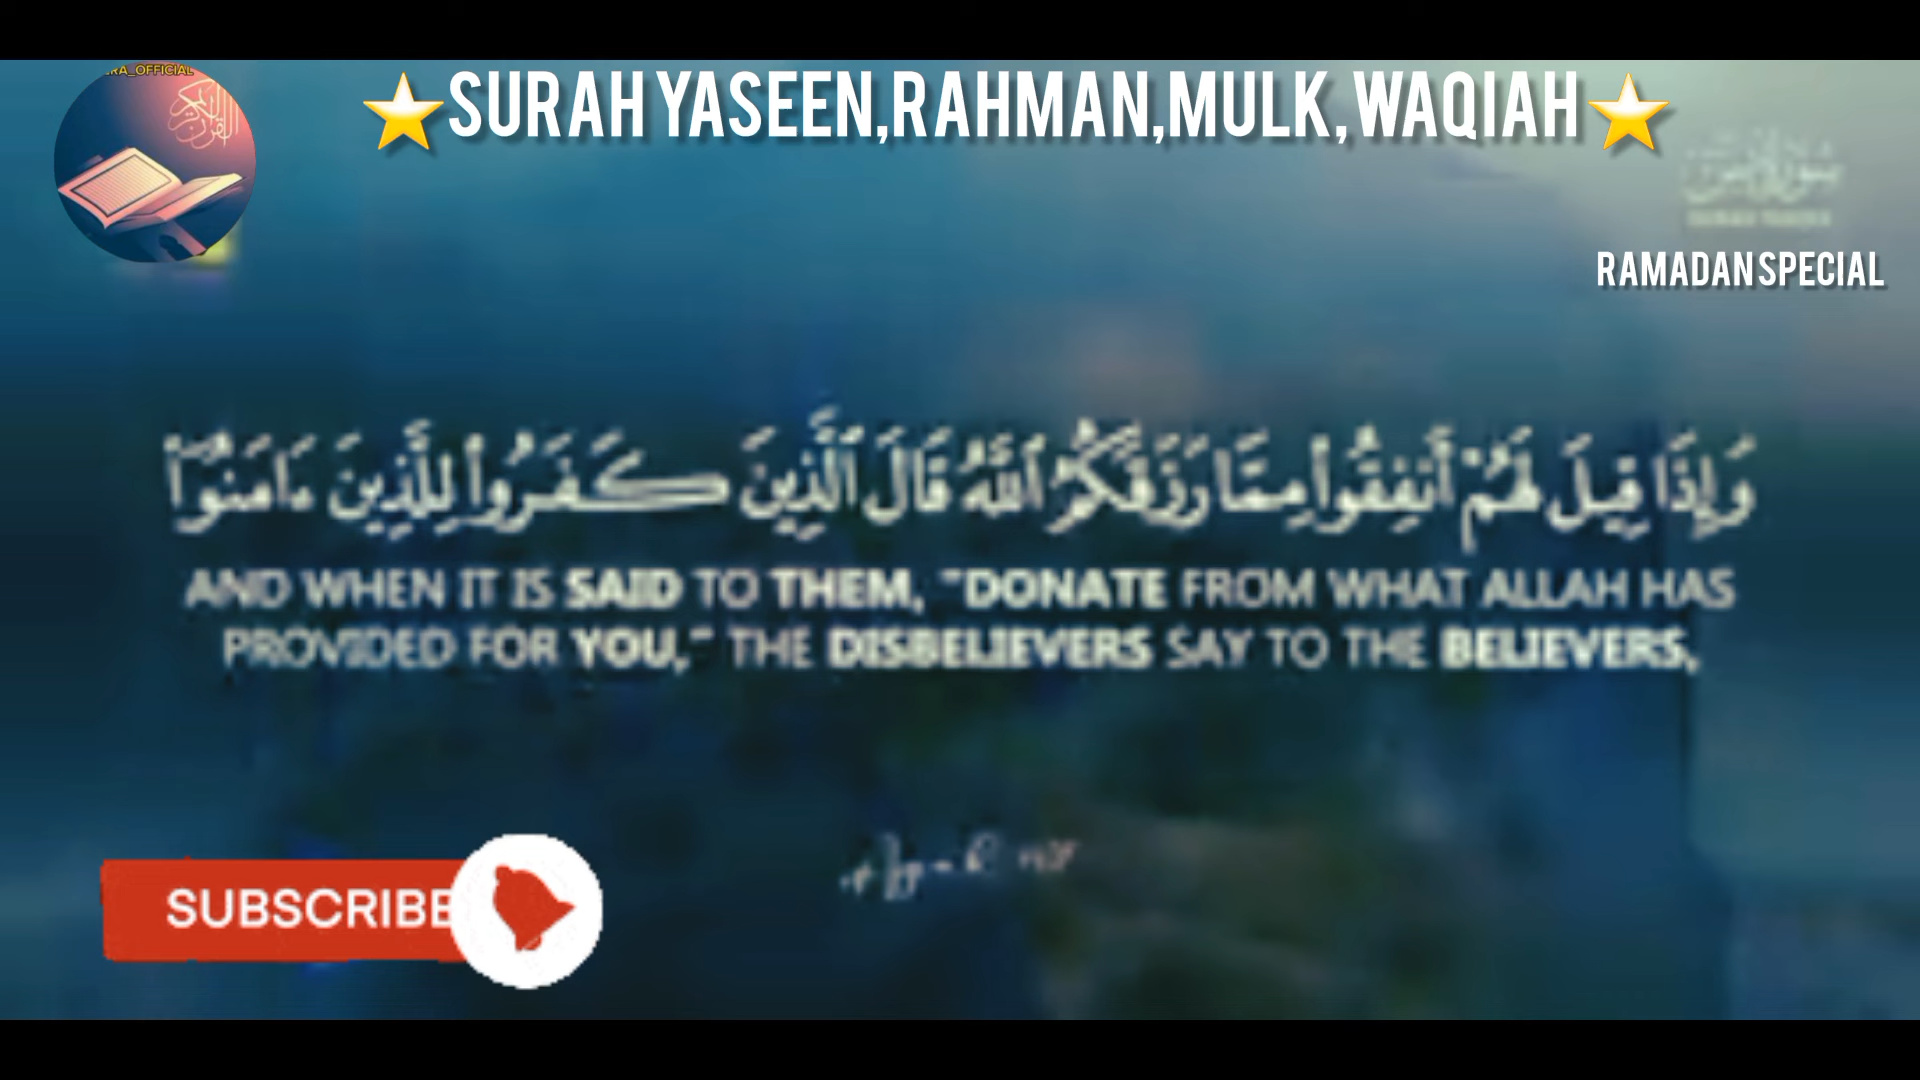 RA_OFFICIAL
⭐SURAH YASEEN,RAHMAN,MULK,WAQIAH⭐
RAMADAN SPECIAL
وَإِذَا قِيلَ لَهُمْ أَنفِقُوا۟ مِمَّا رَزَقَكُمُ ٱللَّهُ قَالَ ٱلَّذِينَ كَفَرُوا۟ لِلَّذِينَ ءَامَنُوٓا۟
AND WHEN IT IS SAID TO THEM, "DONATE FROM WHAT ALLAH HAS
PROVIDED FOR YOU," THE DISBELIEVERS SAY TO THE BELIEVERS,
SUBSCRIBE